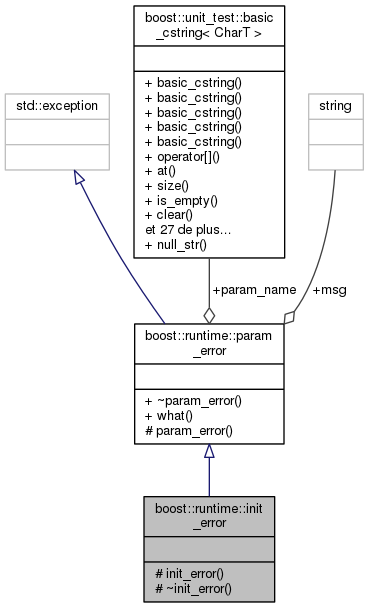 boost::unit_test::basic
_cstring< CharT >
+ basic_cstring()
+ basic_cstring()
+ basic_cstring()
+ basic_cstring()
+ basic_cstring()
+ operator[]()
+ at()
+ size()
+ is_empty()
+ clear()
et 27 de plus...
+ null_str()
std::exception
string
+param_name
+msg
boost::runtime::param
_error
+ ~param_error()
+ what()
# param_error()
boost::runtime::init
_error
# init_error()
# ~init_error()